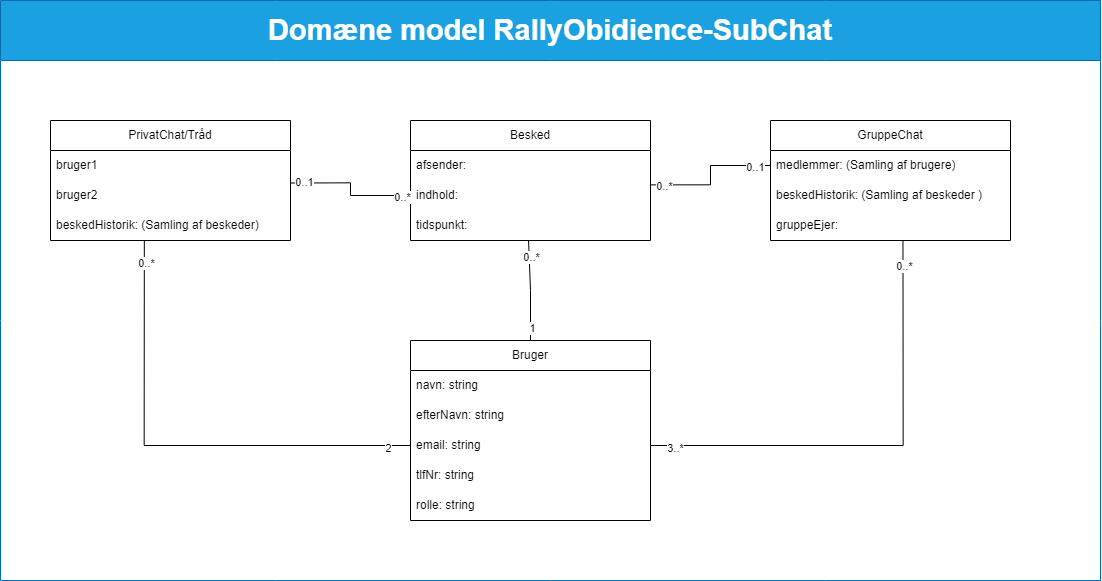 Domæne model RallyObidience-SubChat
PrivatChat/Tråd
bruger1
bruger2
beskedHistorik: (Samling af beskeder)
0..1
0..*
Besked
afsender:
indhold:
tidspunkt:
0..*
0..1
GruppeChat
medlemmer: (Samling af brugere)
beskedHistorik: (Samling af beskeder )
gruppeEjer:
0..*
0..*
0..*
1
Bruger
navn: string
efterNavn: string
email: string
tlfNr: string
rolle: string
2
3..*